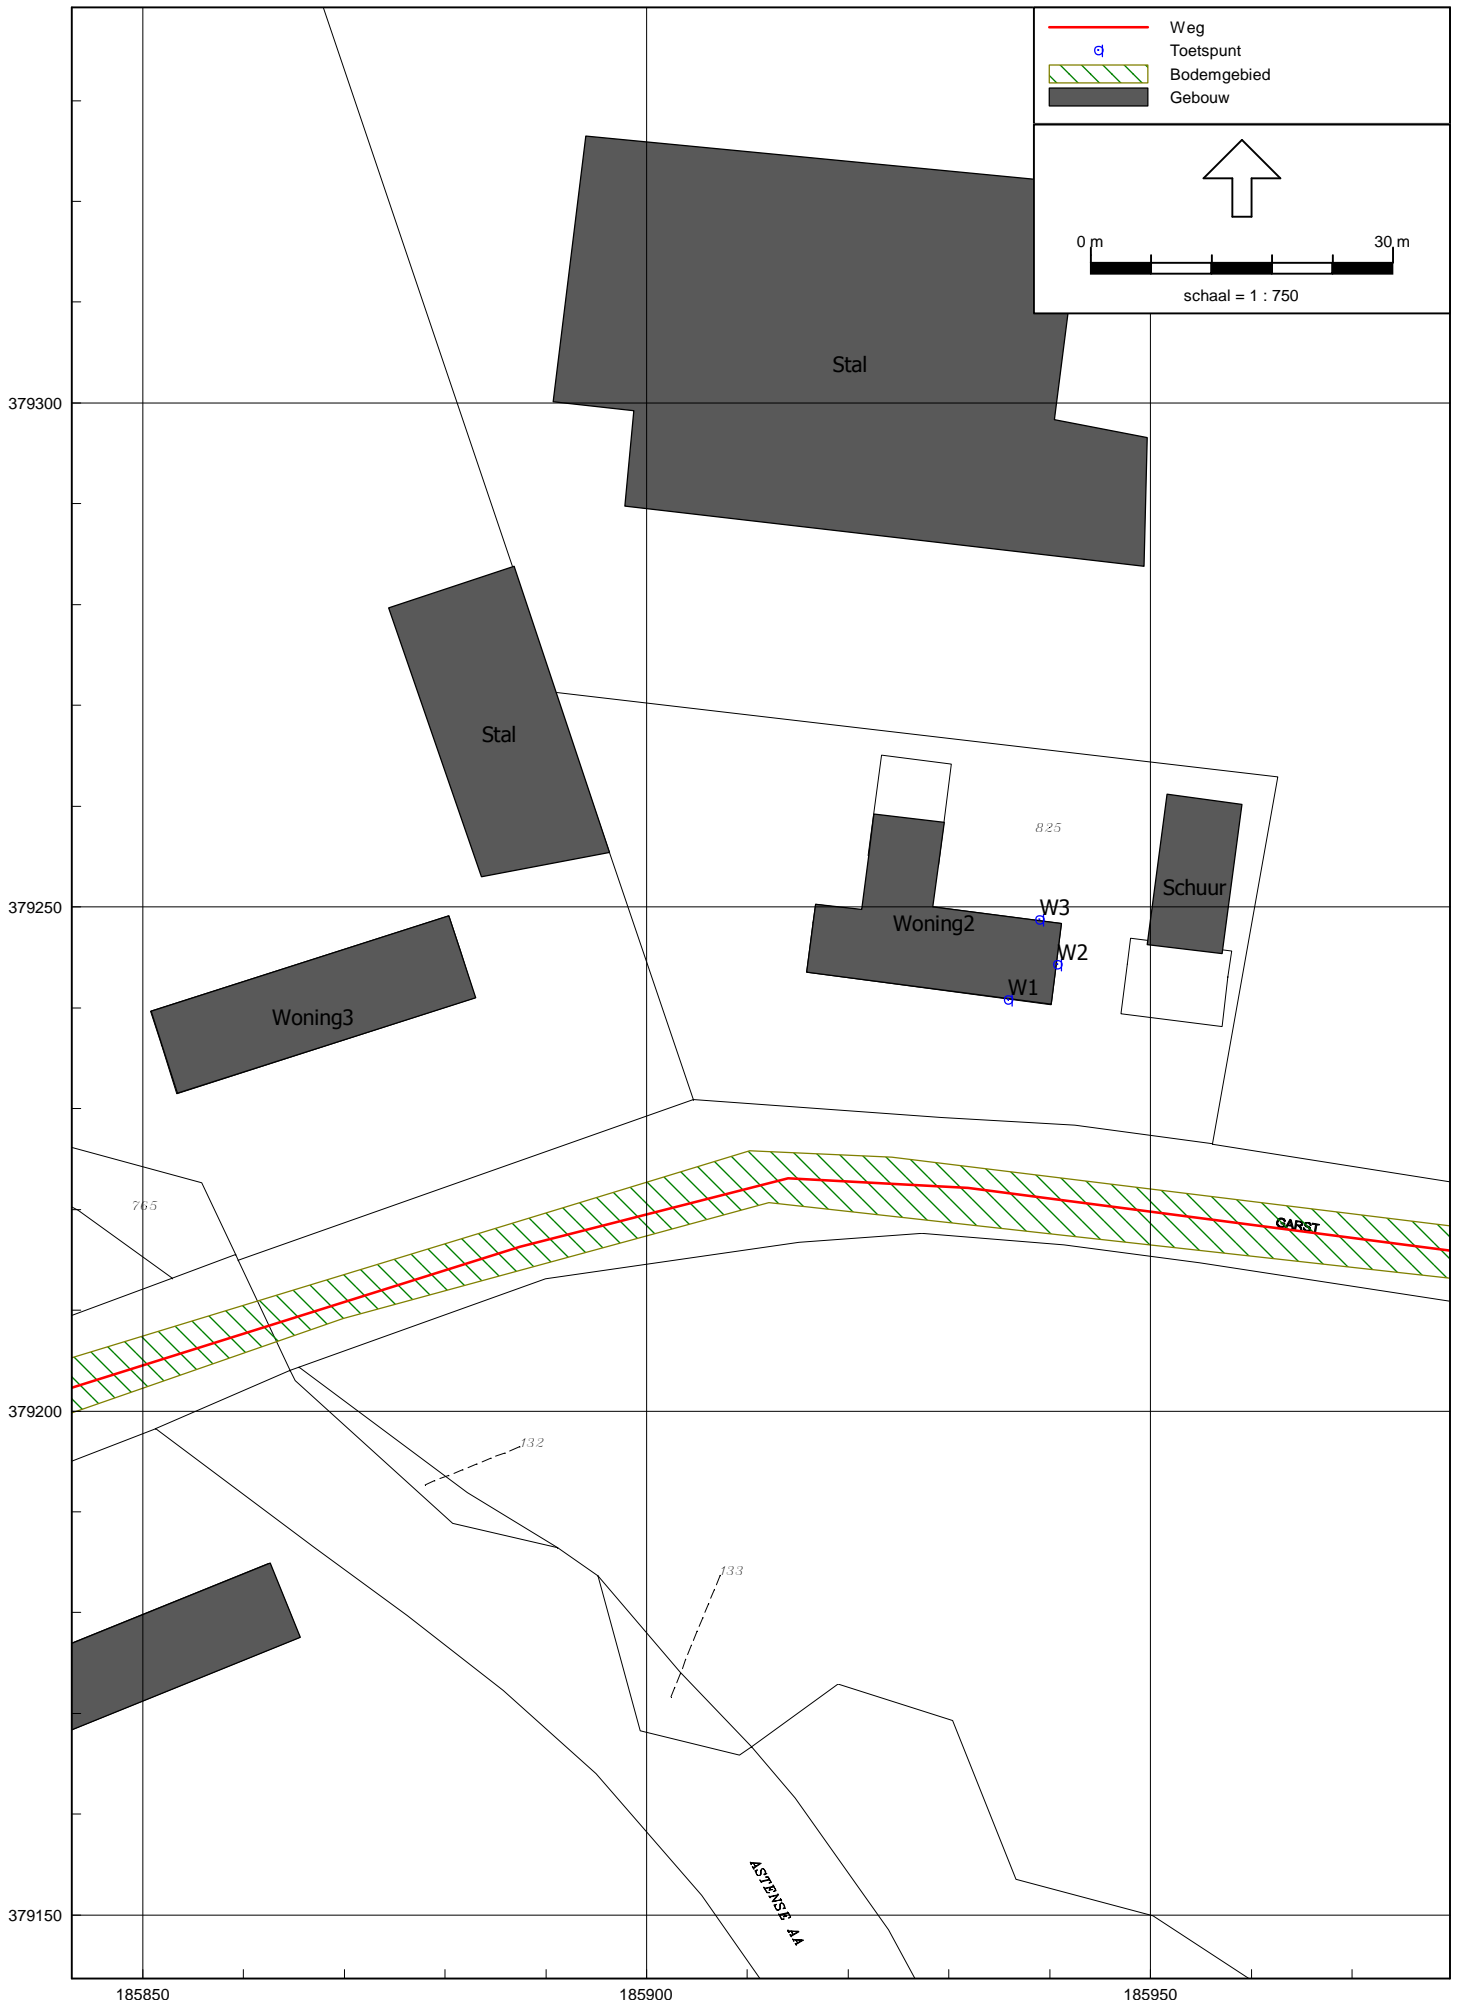 Weg
Toetspunt
Bodemgebied
Gebouw
0 m 30 m
schaal = 1 : 750
Stal
379300
Stal
825
Schuur
379250
W3
Woning2
W2
W1
Woning3
765
GARST
379200
132
133
ASTENSE AA
379150
185850 185900 185950